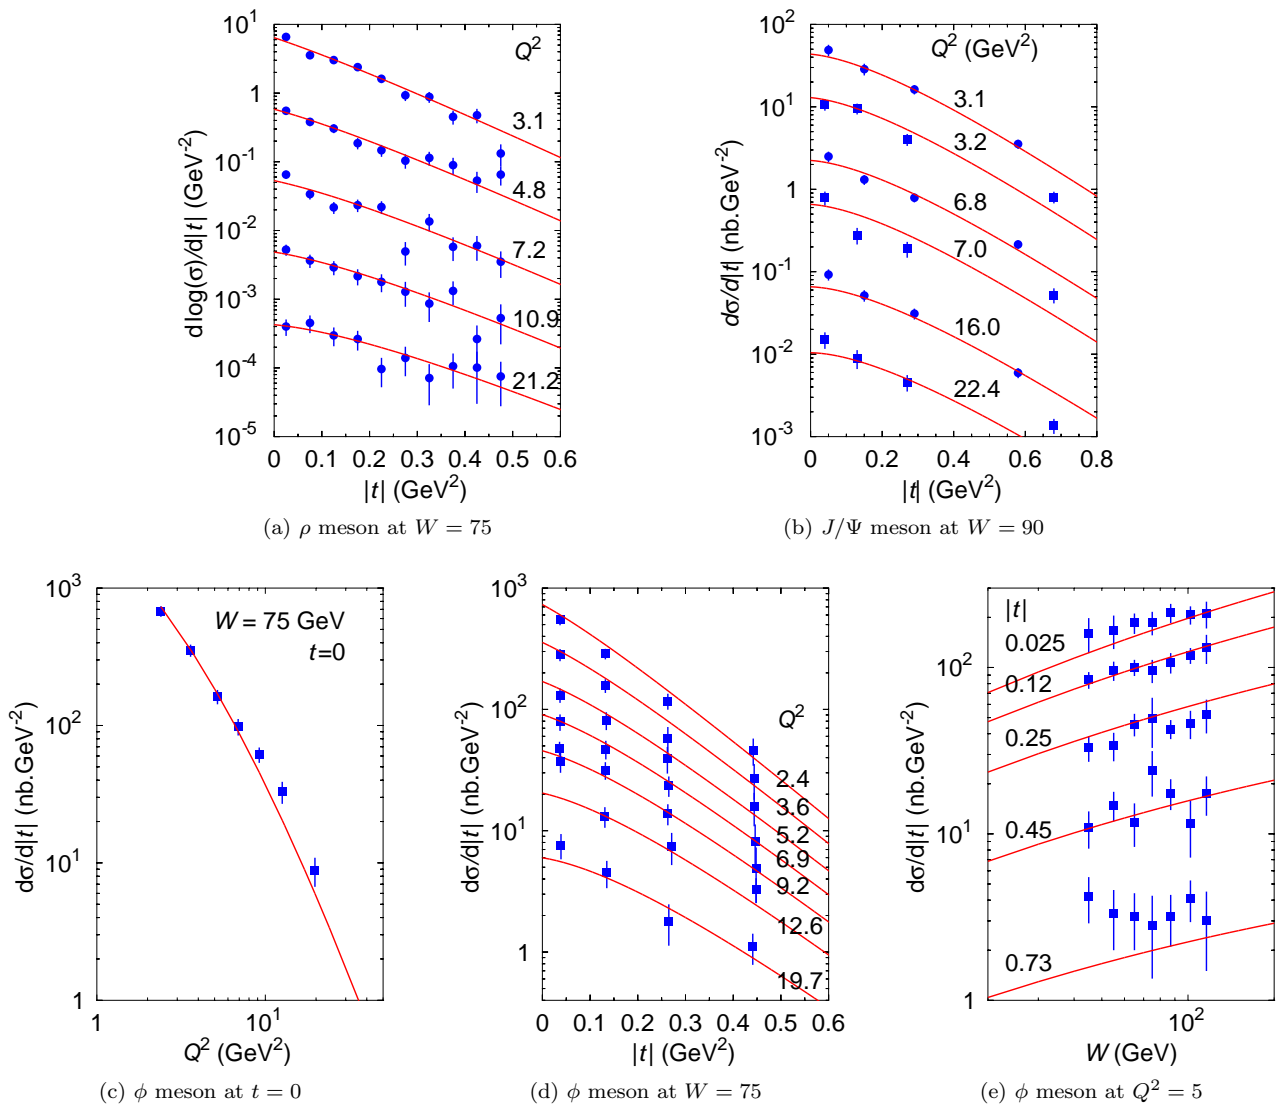 10^1
1
10^-1
10^-2
10^-3
10^-4
10^-5
dlog(σ)/d|t| (GeV^-2)
Q^2
3.1
4.8
7.2
10.9
21.2
0 0.1 0.2 0.3 0.4 0.5 0.6
|t| (GeV^2)
(a) ρ meson at W = 75
10^2
10^1
1
10^-1
10^-2
10^-3
dσ/d|t| (nb.GeV^-2)
Q^2 (GeV^2)
3.1
3.2
6.8
7.0
16.0
22.4
0 0.2 0.4 0.6 0.8
|t| (GeV^2)
(b) J/Ψ meson at W = 90
10^3
10^2
10^1
1
dσ/d|t| (nb.GeV^-2)
W = 75 GeV
t=0
1 10^1
Q^2 (GeV^2)
(c) ϕ meson at t = 0
10^3
10^2
10^1
1
dσ/d|t| (nb.GeV^-2)
Q^2
2.4
3.6
5.2
6.9
9.2
12.6
19.7
0 0.1 0.2 0.3 0.4 0.5 0.6
|t| (GeV^2)
(d) ϕ meson at W = 75
10^2
10^1
1
dσ/d|t| (nb.GeV^-2)
|t|
0.025
0.12
0.25
0.45
0.73
10^2
W (GeV)
(e) ϕ meson at Q^2 = 5